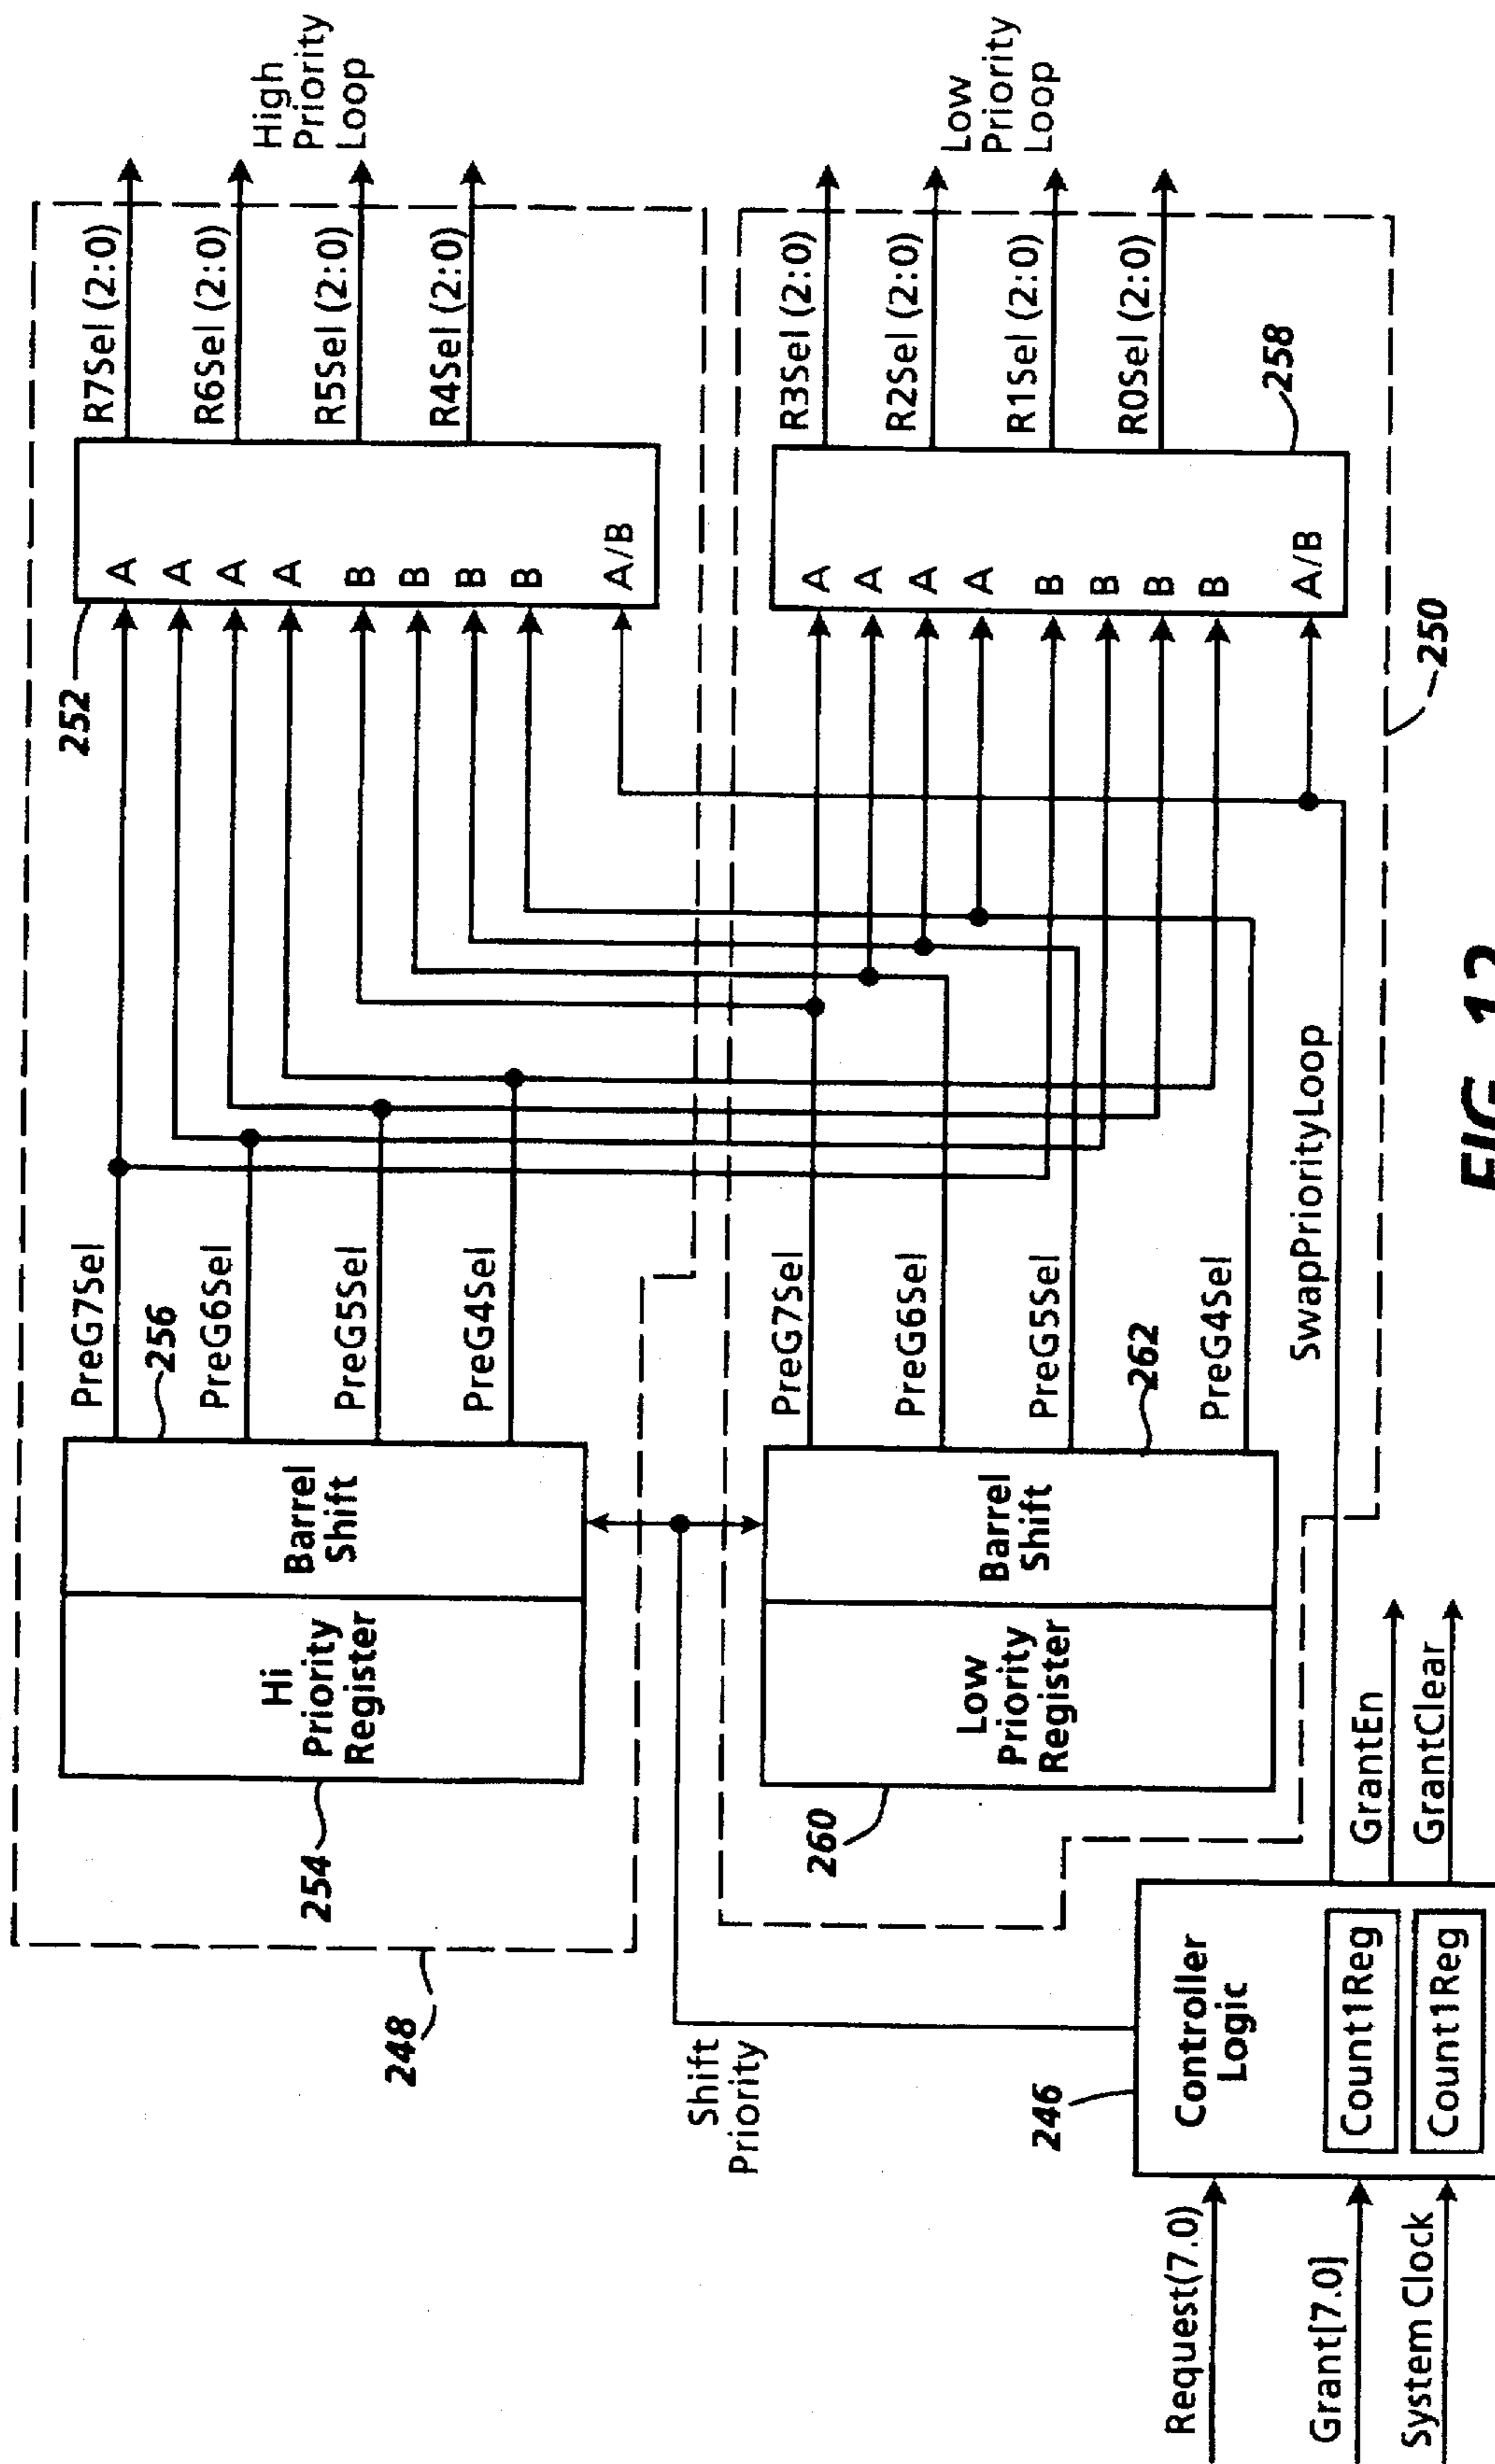 248
254
Hi
Priority
Register
Barrel
Shift
256
PreG7Sel
PreG6Sel
PreG5Sel
PreG4Sel
252
A
A
A
A
B
B
B
B
A/B
R7Sel (2:0)
R6Sel (2:0)
R5Sel (2:0)
R4Sel (2:0)
High
Priority
Loop
Shift
Priority
260
Low
Priority
Register
Barrel
Shift
262
PreG7Sel
PreG6Sel
PreG5Sel
PreG4Sel
A
A
A
A
B
B
B
B
A/B
258
R3Sel (2:0)
R2Sel (2:0)
R1Sel (2:0)
R0Sel (2:0)
Low
Priority
Loop
250
SwapPriorityLoop
246
Controller
Logic
Count1Reg
Count1Reg
Request(7.0)
Grant[7.0]
System Clock
GrantEn
GrantClear
FIG. 12